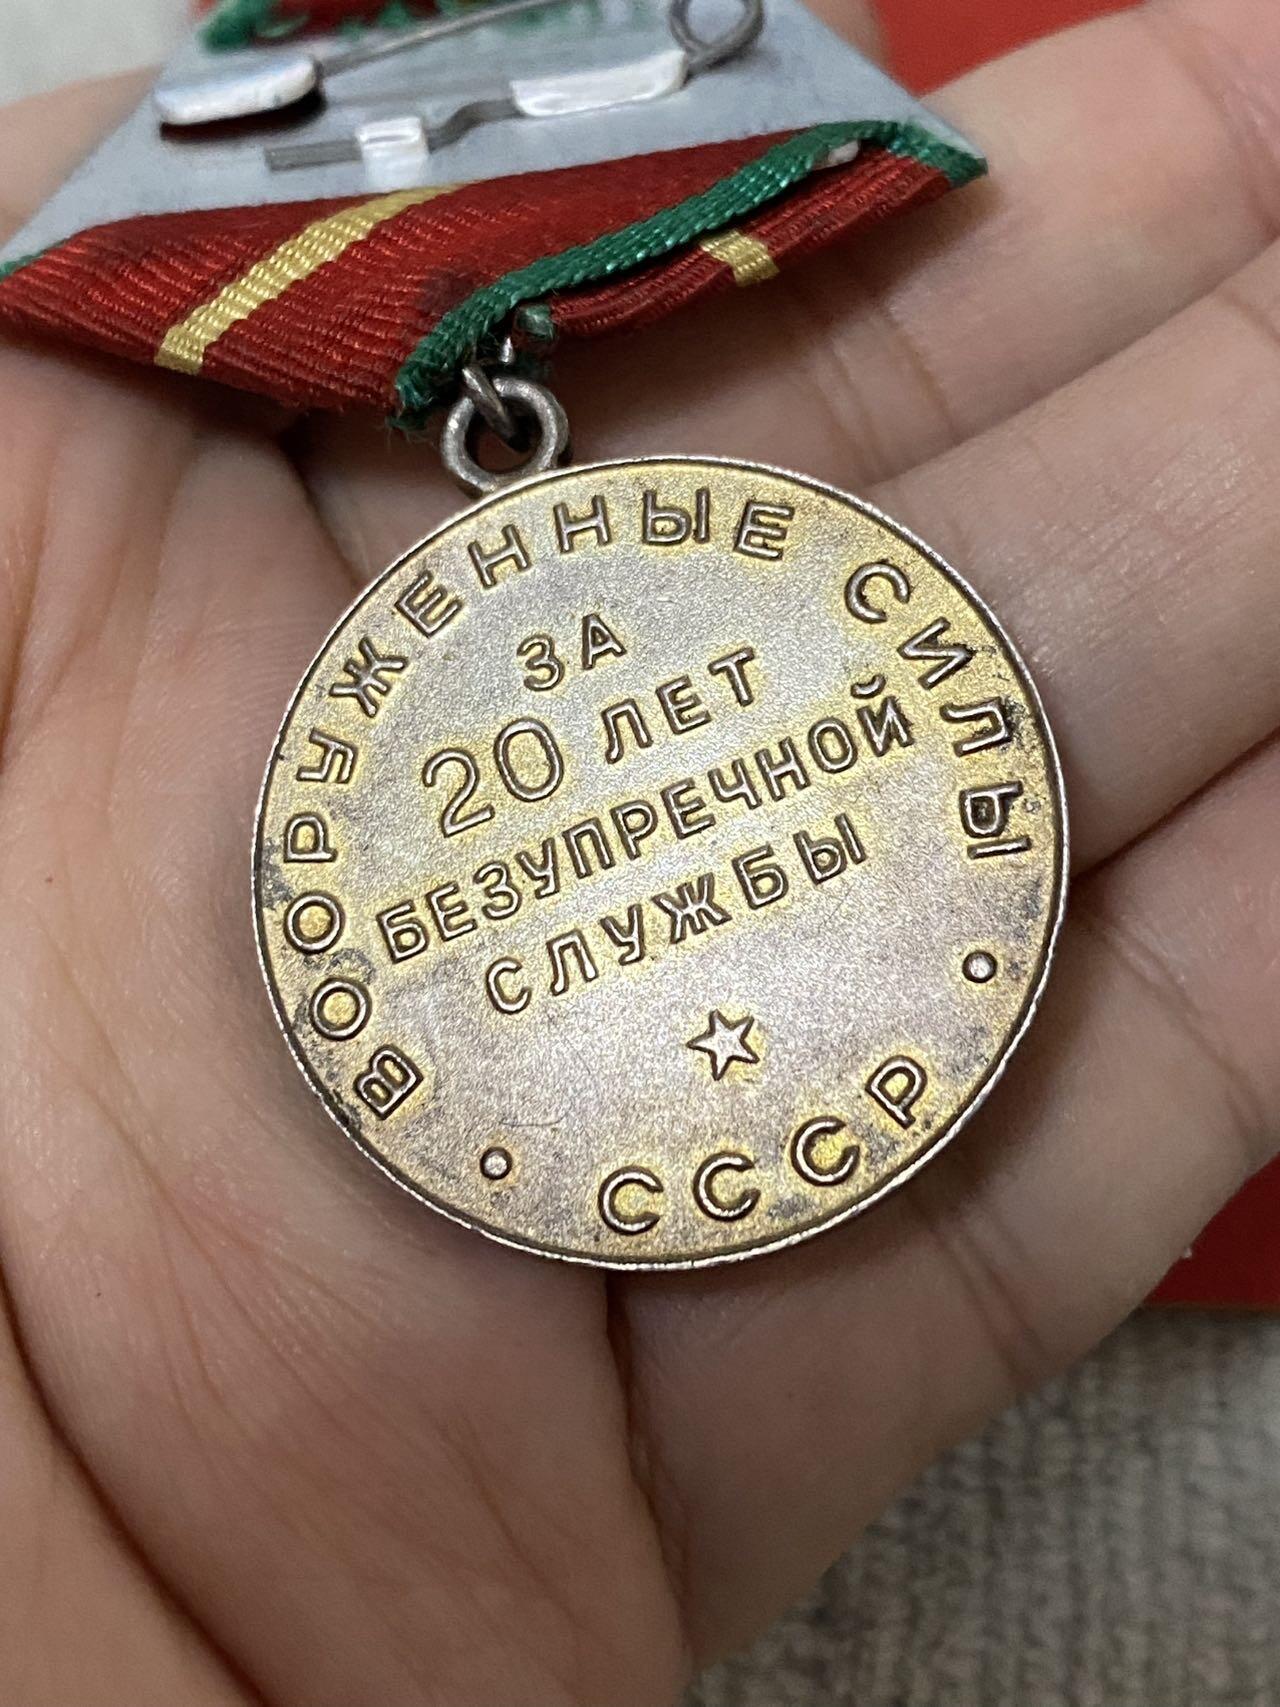 ВООРУЖЕННЫЕ СИЛЫ
ЗА
20 ЛЕТ
БЕЗУПРЕЧНОЙ
СЛУЖБЫ
СССР